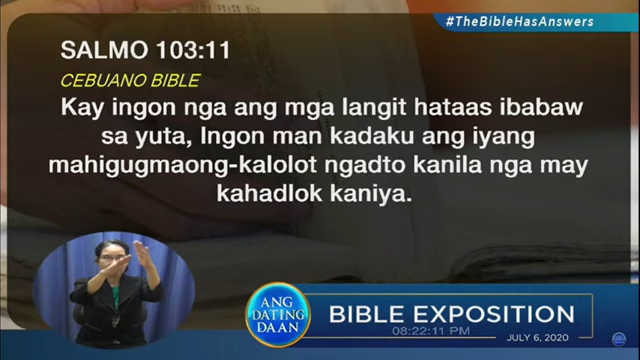 #TheBibleHasAnswers
SALMO 103:11
CEBUANO BIBLE
Kay ingon nga ang mga langit hataas ibabaw
sa yuta, Ingon man kadaku ang iyang
mahigugmaong-kalolot ngadto kanila nga may
kahadlok kaniya.
ANG
DATING
DAAN
BIBLE EXPOSITION
08:22:11 PM
JULY 6, 2020